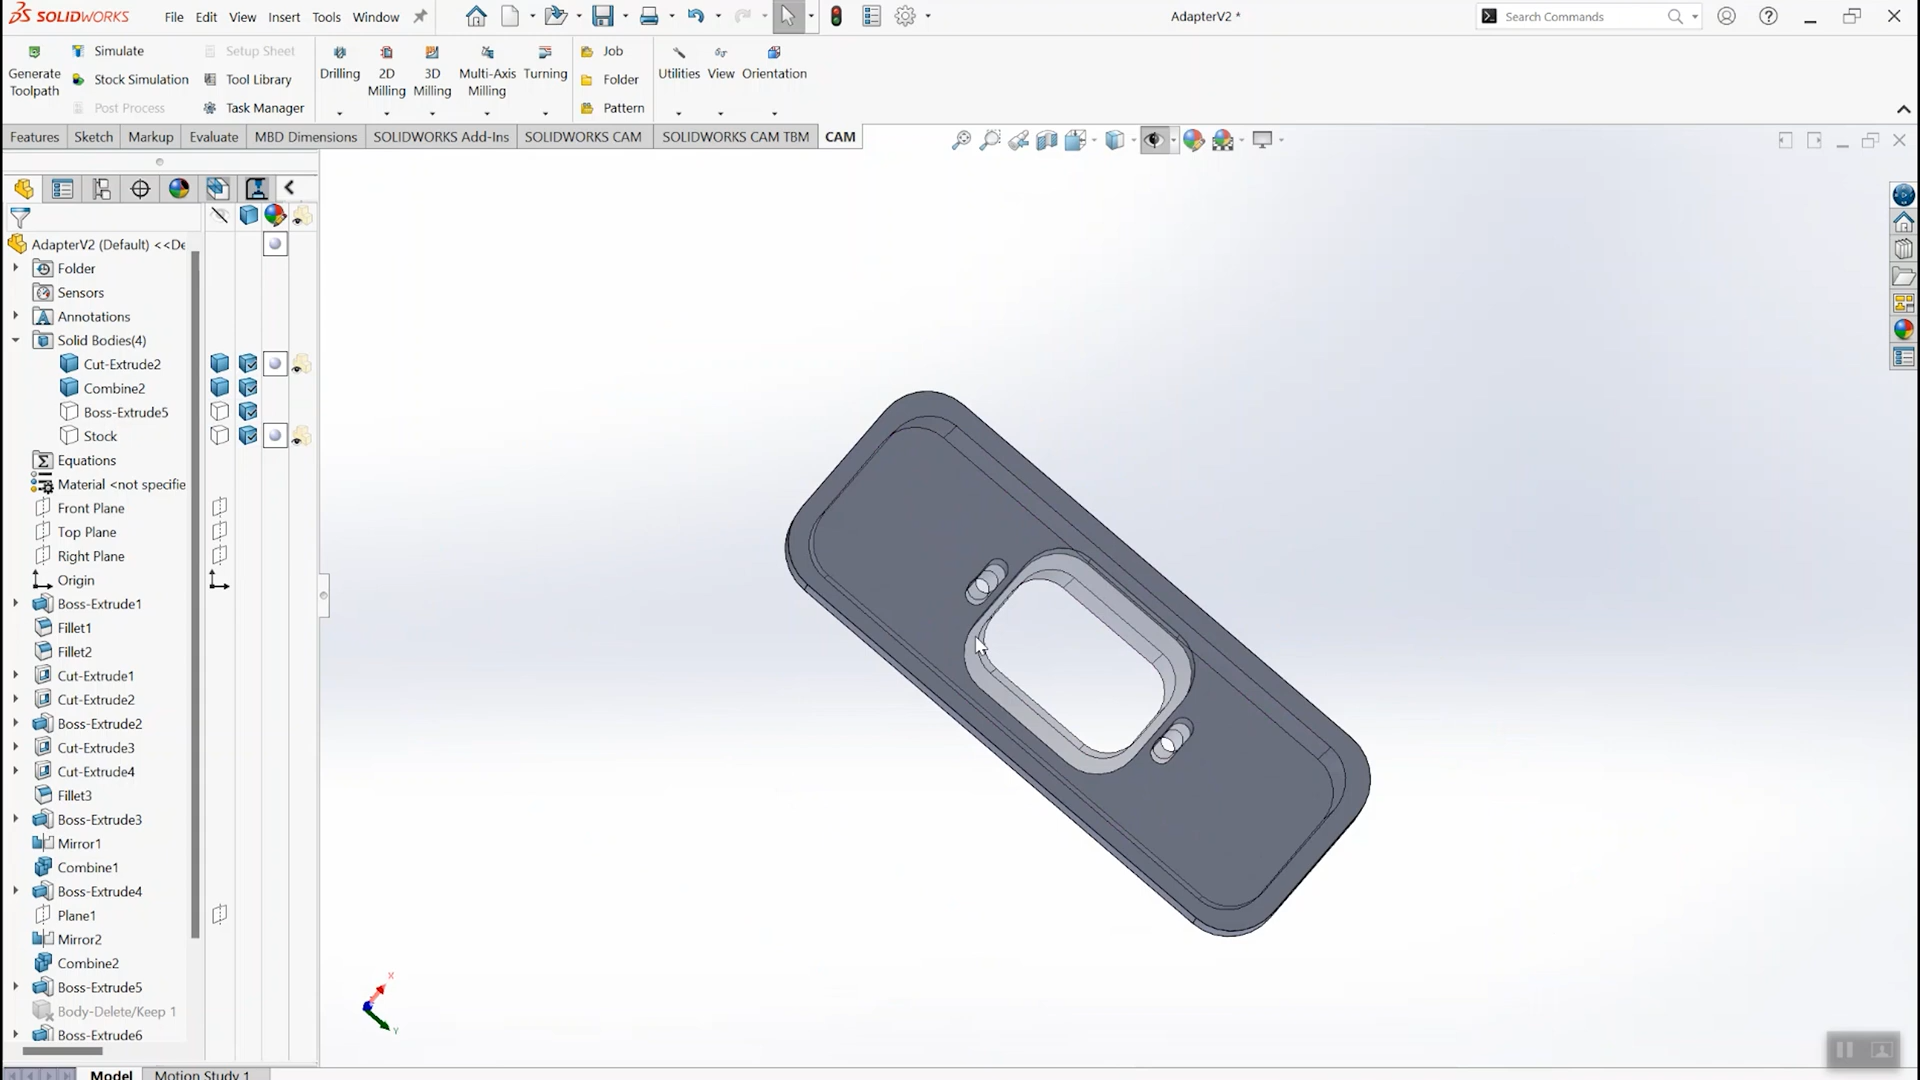 SOLIDWORKS File Edit View Insert Tools Window AdapterV2 * Search Commands
Generate Toolpath
Simulate
Stock Simulation
Post Process
Setup Sheet
Tool Library
Task Manager
Drilling
2D Milling
3D Milling
Multi-Axis Milling
Turning
Job
Folder
Pattern
Utilities
View
Orientation
Features Sketch Markup Evaluate MBD Dimensions SOLIDWORKS Add-Ins SOLIDWORKS CAM SOLIDWORKS CAM TBM CAM
AdapterV2 (Default) <<De
Folder
Sensors
Annotations
Solid Bodies(4)
Cut-Extrude2
Combine2
Boss-Extrude5
Stock
Equations
Material <not specifie
Front Plane
Top Plane
Right Plane
Origin
Boss-Extrude1
Fillet1
Fillet2
Cut-Extrude1
Cut-Extrude2
Boss-Extrude2
Cut-Extrude3
Cut-Extrude4
Fillet3
Boss-Extrude3
Mirror1
Combine1
Boss-Extrude4
Plane1
Mirror2
Combine2
Boss-Extrude5
Body-Delete/Keep 1
Boss-Extrude6
X
Y
Model Motion Study 1